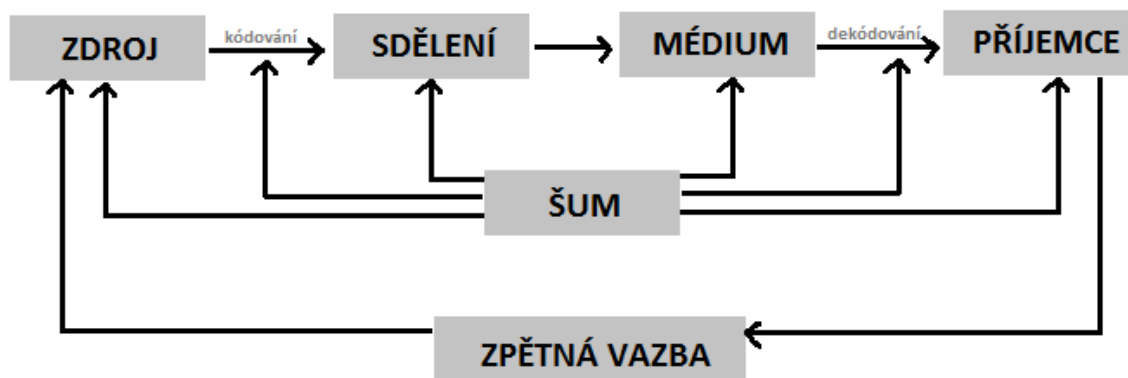 ZDROJ
kódování
SDĚLENÍ
MÉDIUM
dekódování
PŘÍJEMCE
ŠUM
ZPĚTNÁ VAZBA